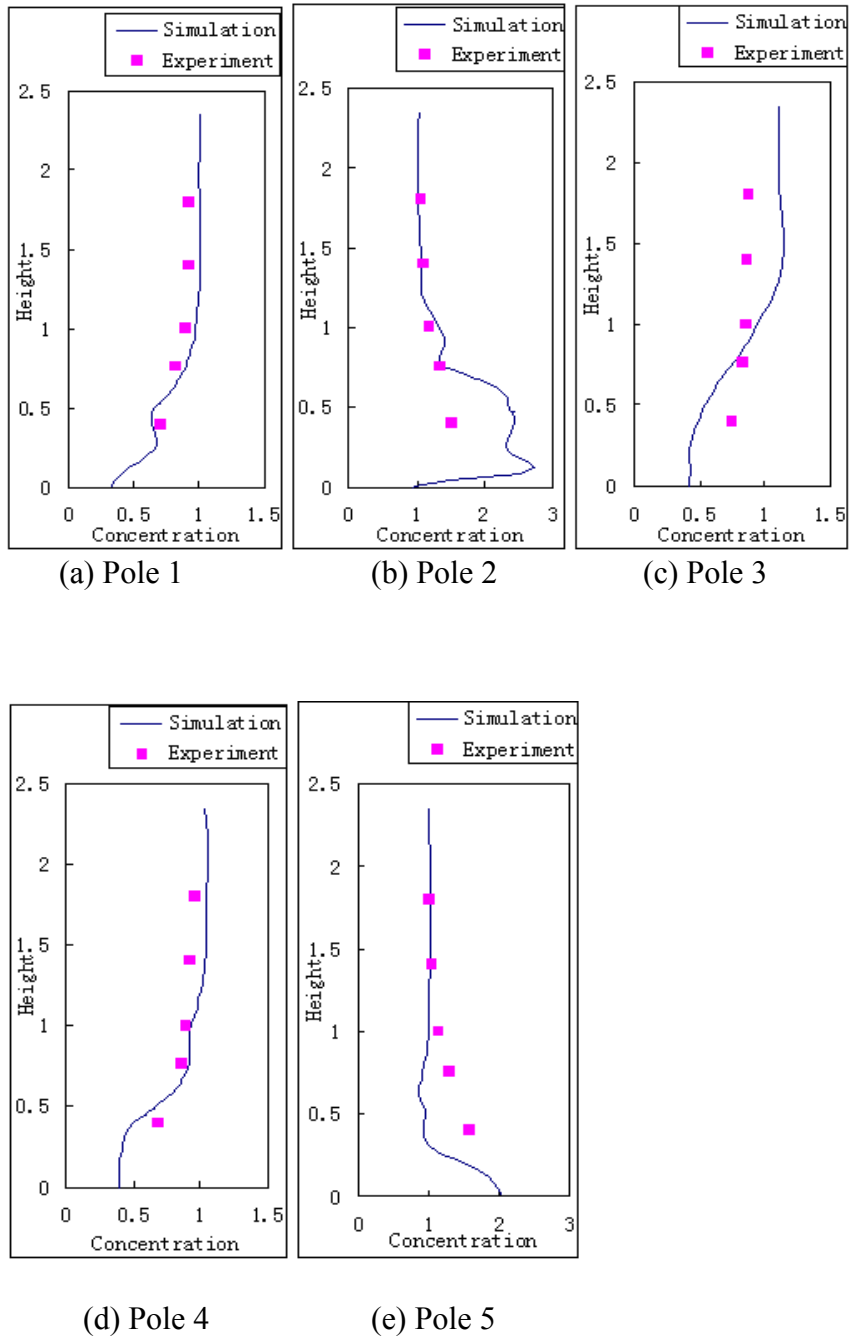 Simulation
Experiment
2.5
2
1.5
1
0.5
0
Height.
0 0.5 1 1.5
Concentration
(a) Pole 1
Simulation
Experiment
2.5
2
1.5
1
0.5
0
Height.
0 1 2 3
Concentration
(b) Pole 2
Simulation
Experiment
2.5
2
1.5
1
0.5
0
Height.
0 0.5 1 1.5
Concentration
(c) Pole 3
Simulation
Experiment
2.5
2
1.5
1
0.5
0
Height.
0 0.5 1 1.5
Concentration
(d) Pole 4
Simulation
Experiment
2.5
2
1.5
1
0.5
0
Height.
0 1 2 3
Concentration
(e) Pole 5